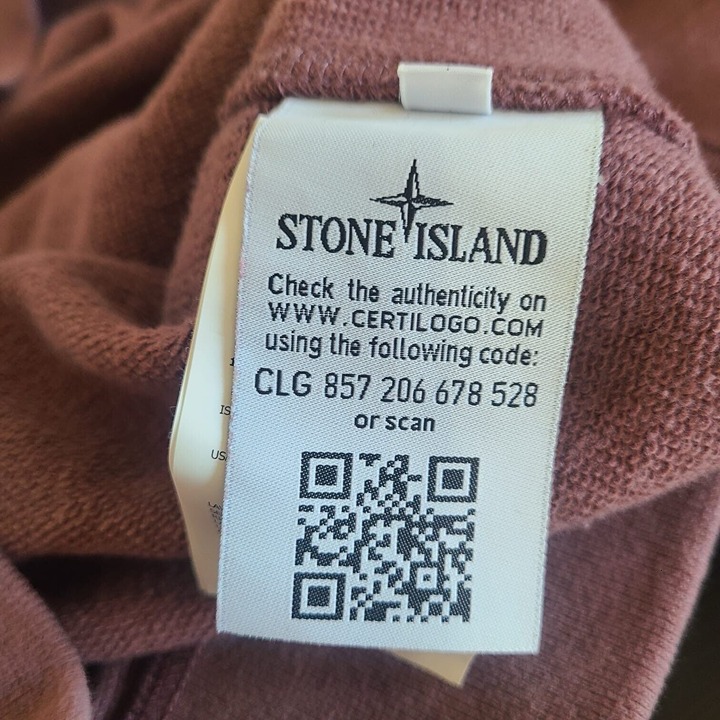 STONE ISLAND
Check the authenticity on
WWW.CERTILOGO.COM
using the following code:
CLG 857 206 678 528
or scan